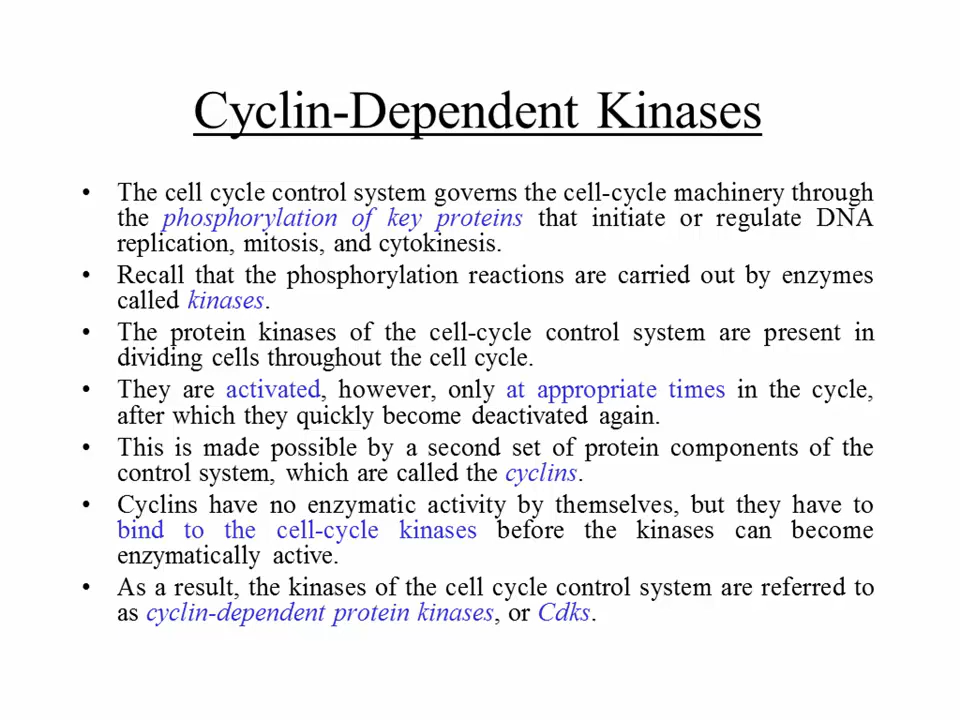 Cyclin-Dependent Kinases
• The cell cycle control system governs the cell-cycle machinery through
the phosphorylation of key proteins that initiate or regulate DNA
replication, mitosis, and cytokinesis.
• Recall that the phosphorylation reactions are carried out by enzymes
called kinases.
• The protein kinases of the cell-cycle control system are present in
dividing cells throughout the cell cycle.
• They are activated, however, only at appropriate times in the cycle,
after which they quickly become deactivated again.
• This is made possible by a second set of protein components of the
control system, which are called the cyclins.
• Cyclins have no enzymatic activity by themselves, but they have to
bind to the cell-cycle kinases before the kinases can become
enzymatically active.
• As a result, the kinases of the cell cycle control system are referred to
as cyclin-dependent protein kinases, or Cdks.